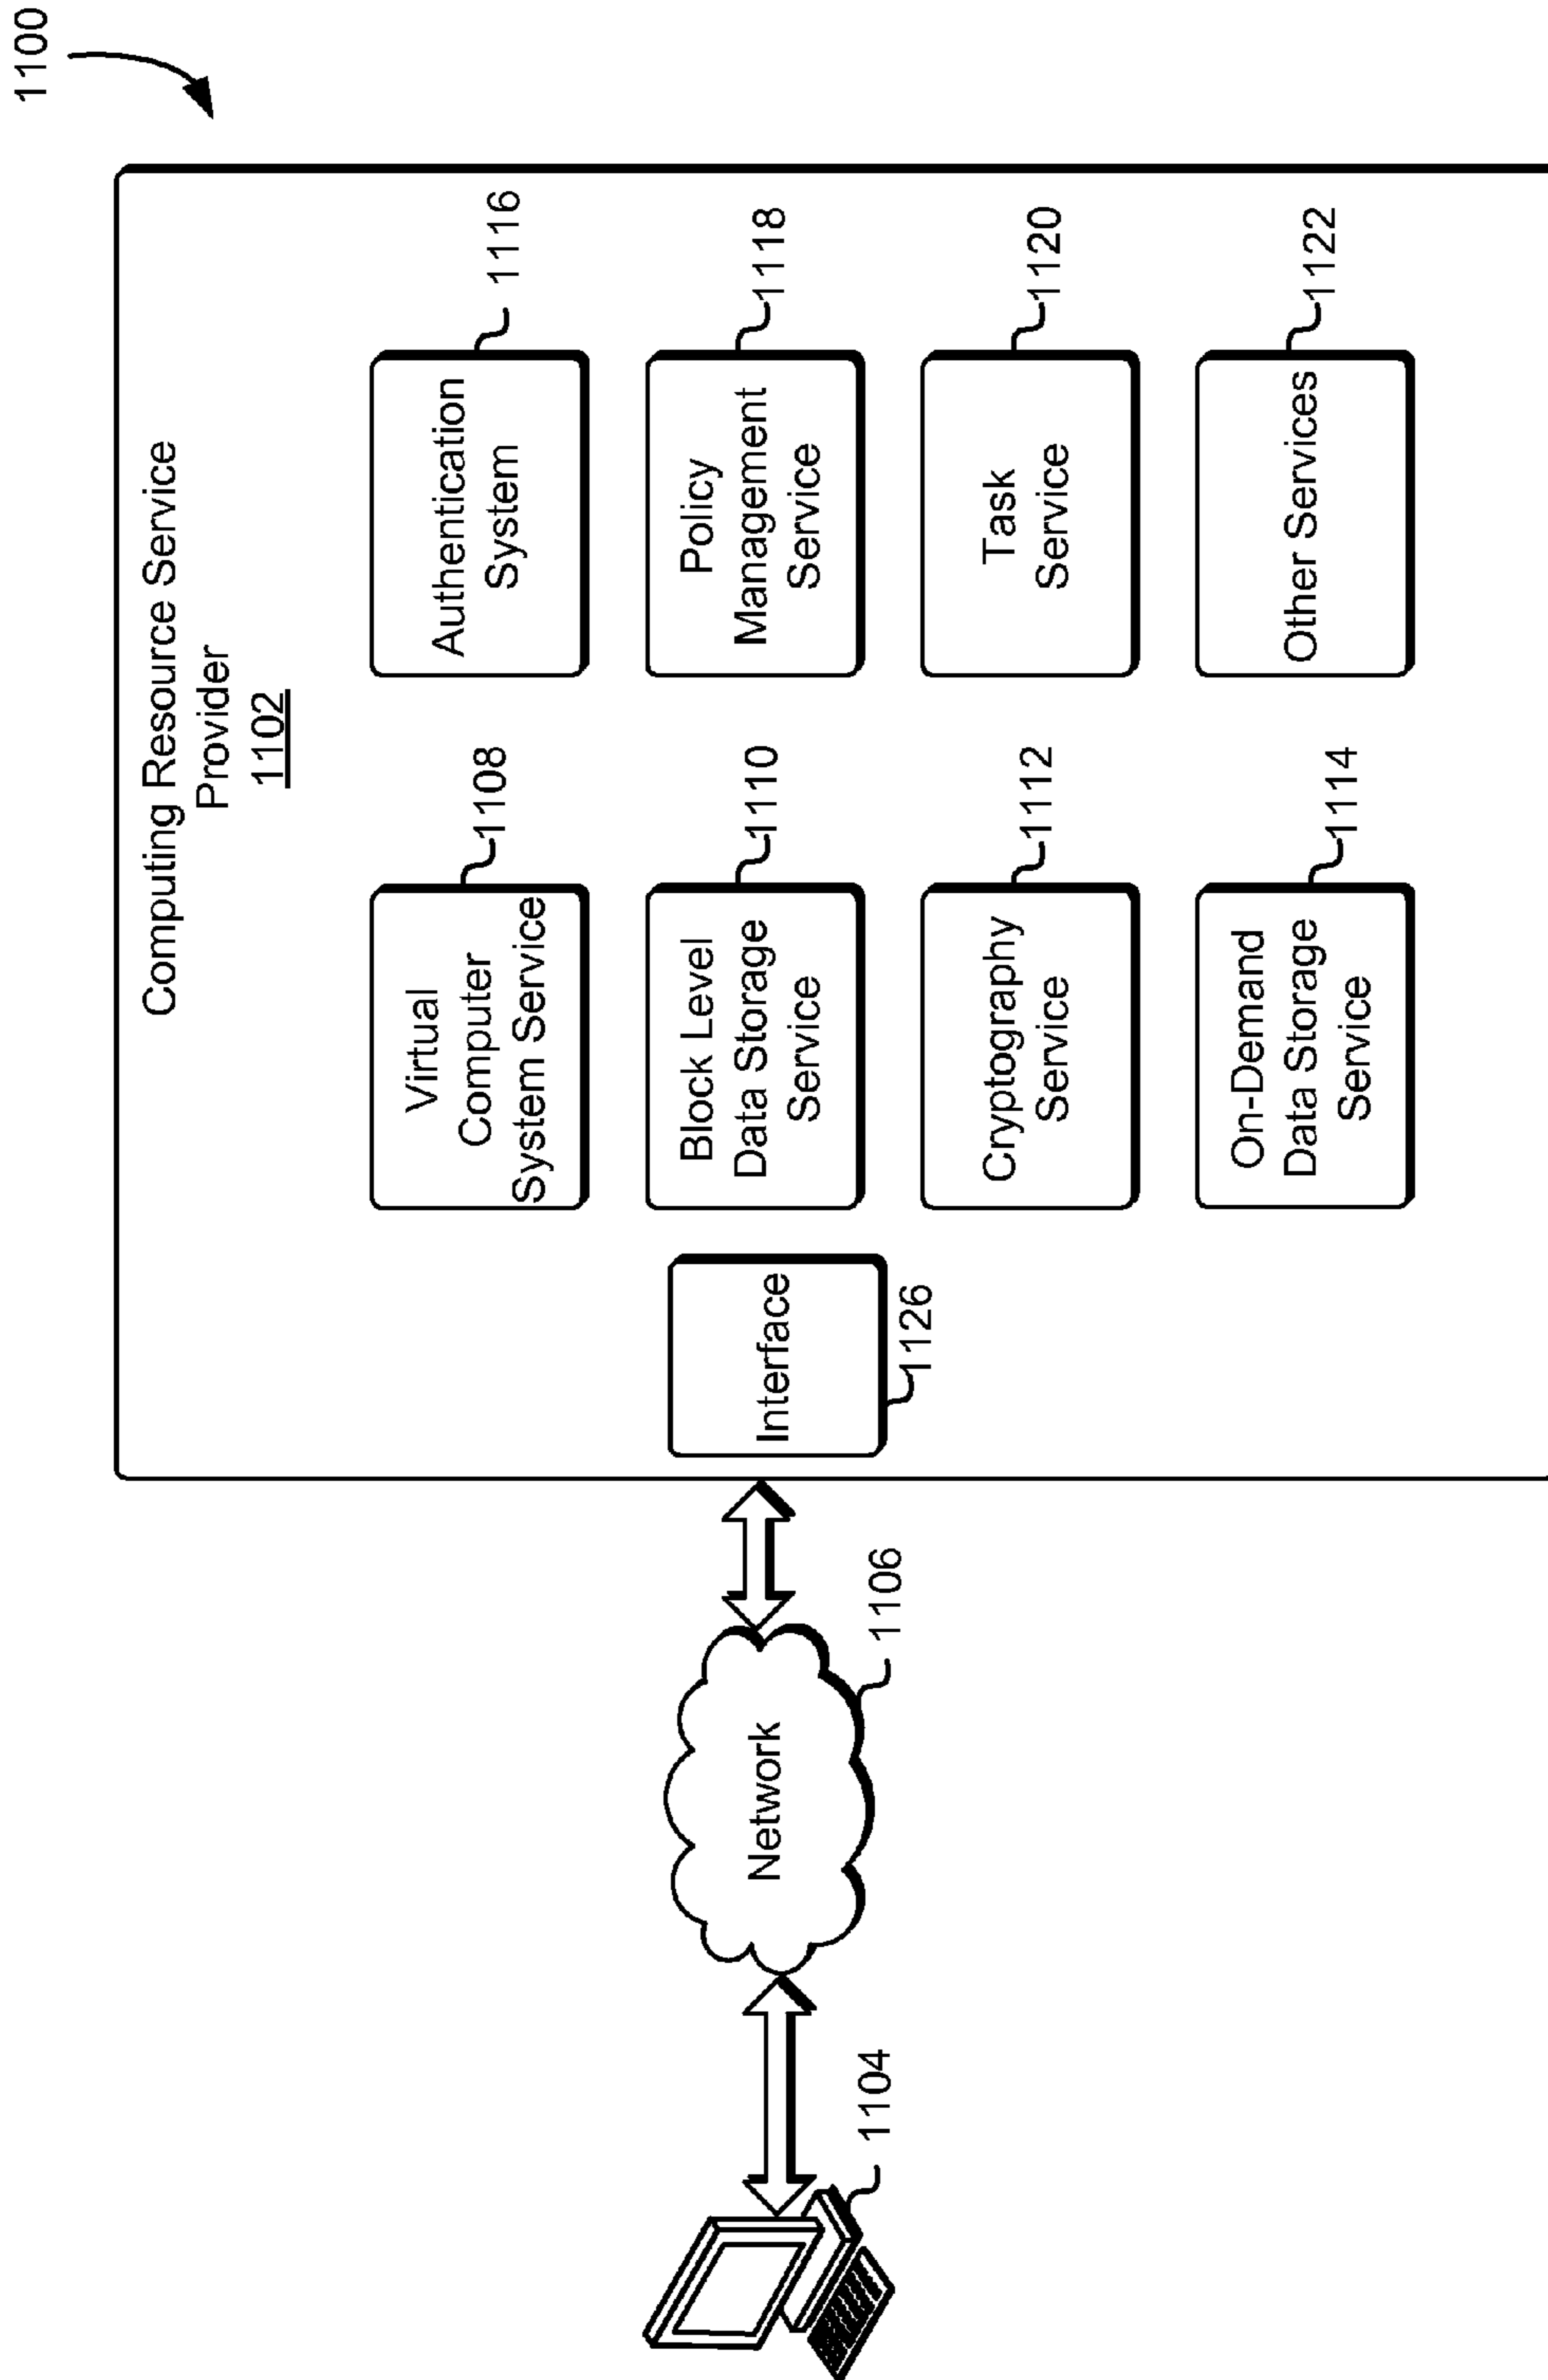 1100
Computing Resource Service
Provider
1102
Virtual
Computer
System Service
1108
Authentication
System
1116
Block Level
Data Storage
Service
1110
Policy
Management
Service
1118
Interface
1126
Cryptography
Service
1112
Task
Service
1120
On-Demand
Data Storage
Service
1114
Other Services
1122
Network
1106
1104